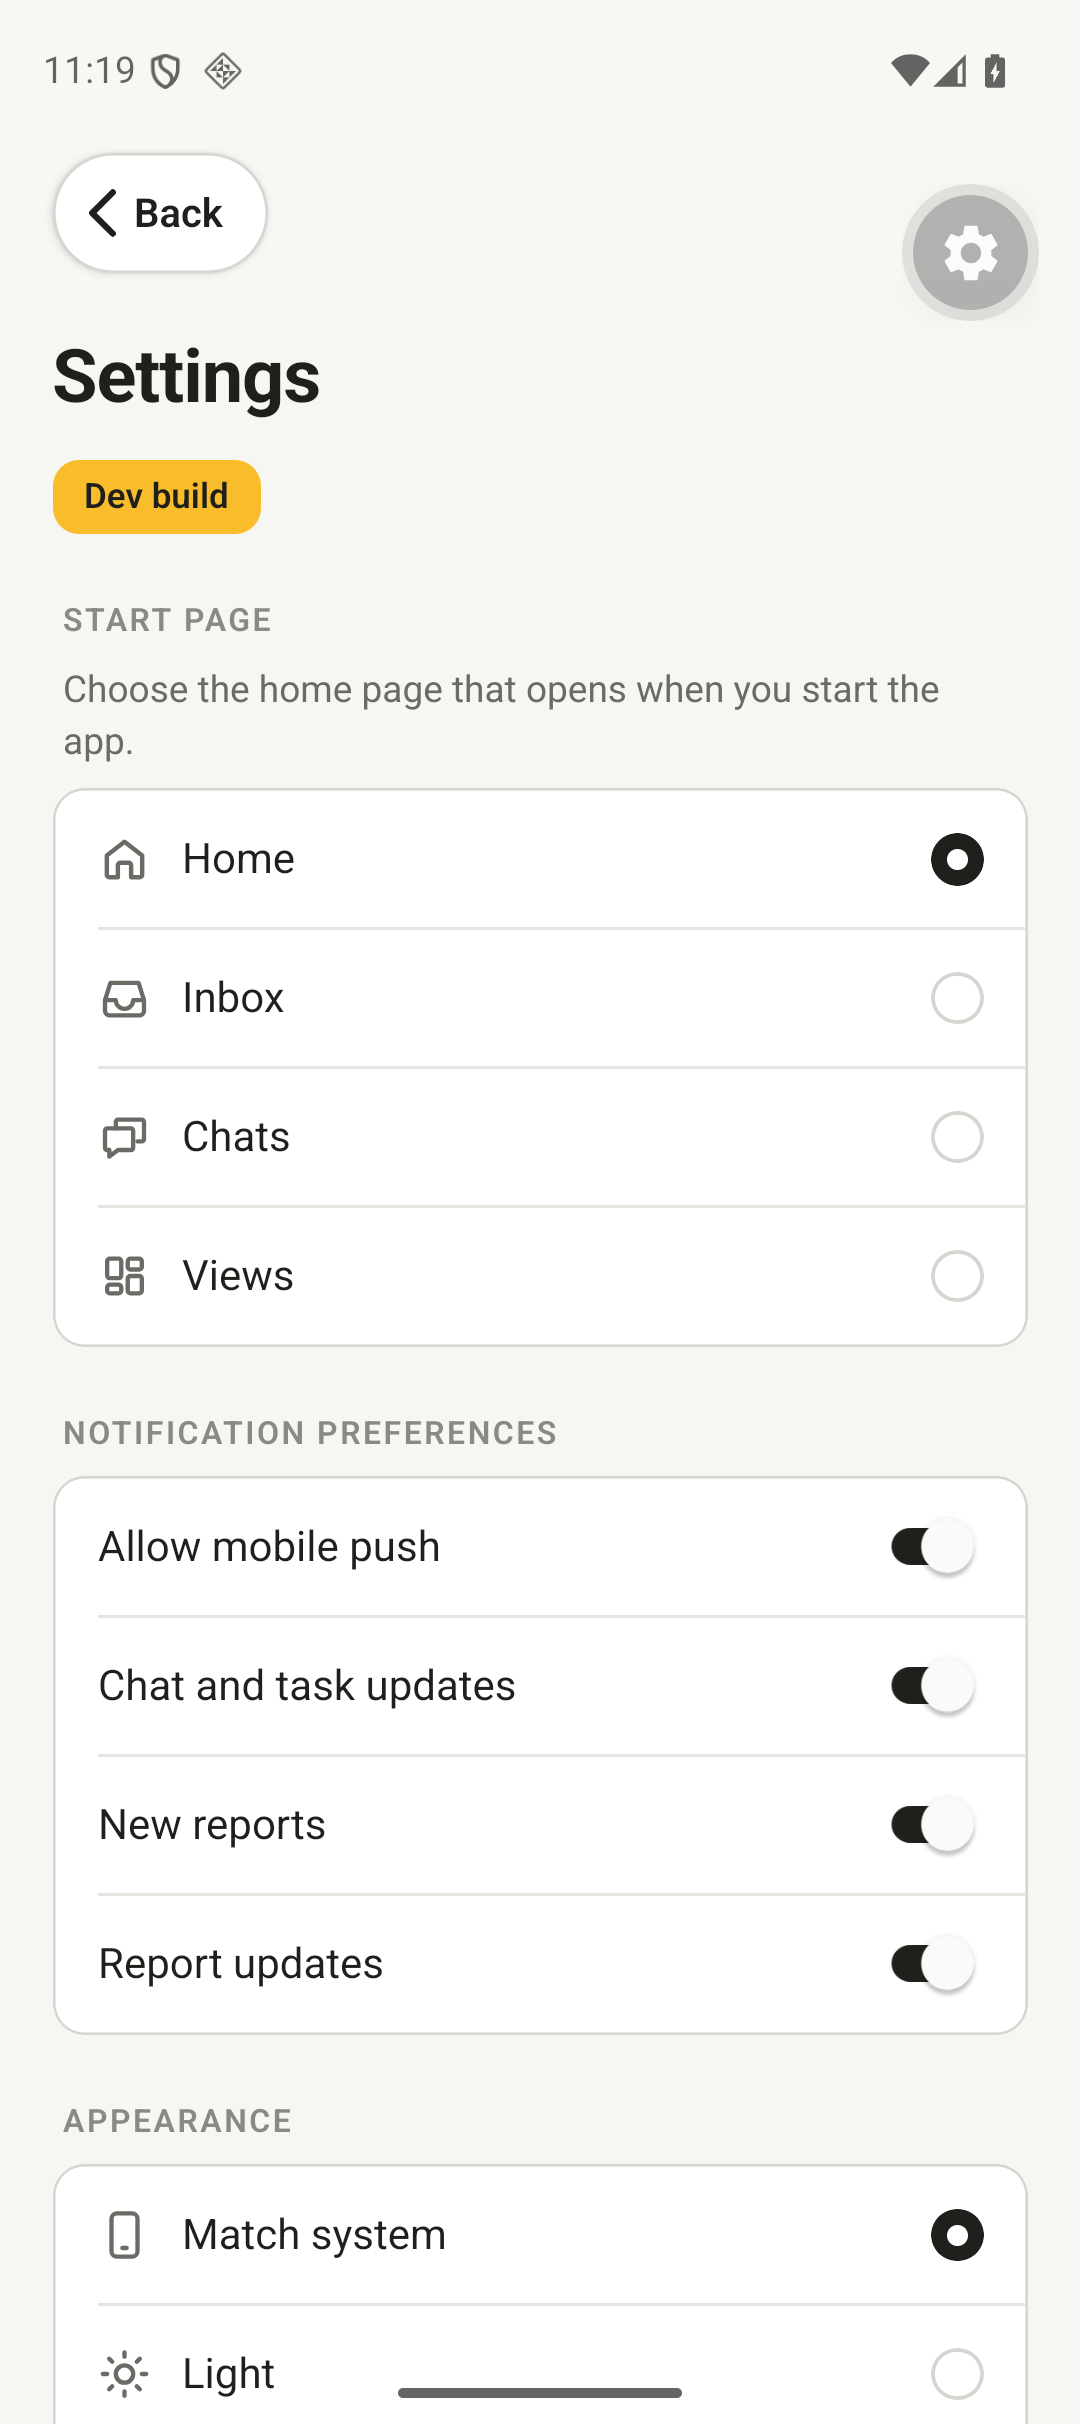 11:19
Back
Settings
Dev build
START PAGE
Choose the home page that opens when you start the
app.
Home
Inbox
Chats
Views
NOTIFICATION PREFERENCES
Allow mobile push
Chat and task updates
New reports
Report updates
APPEARANCE
Match system
Light